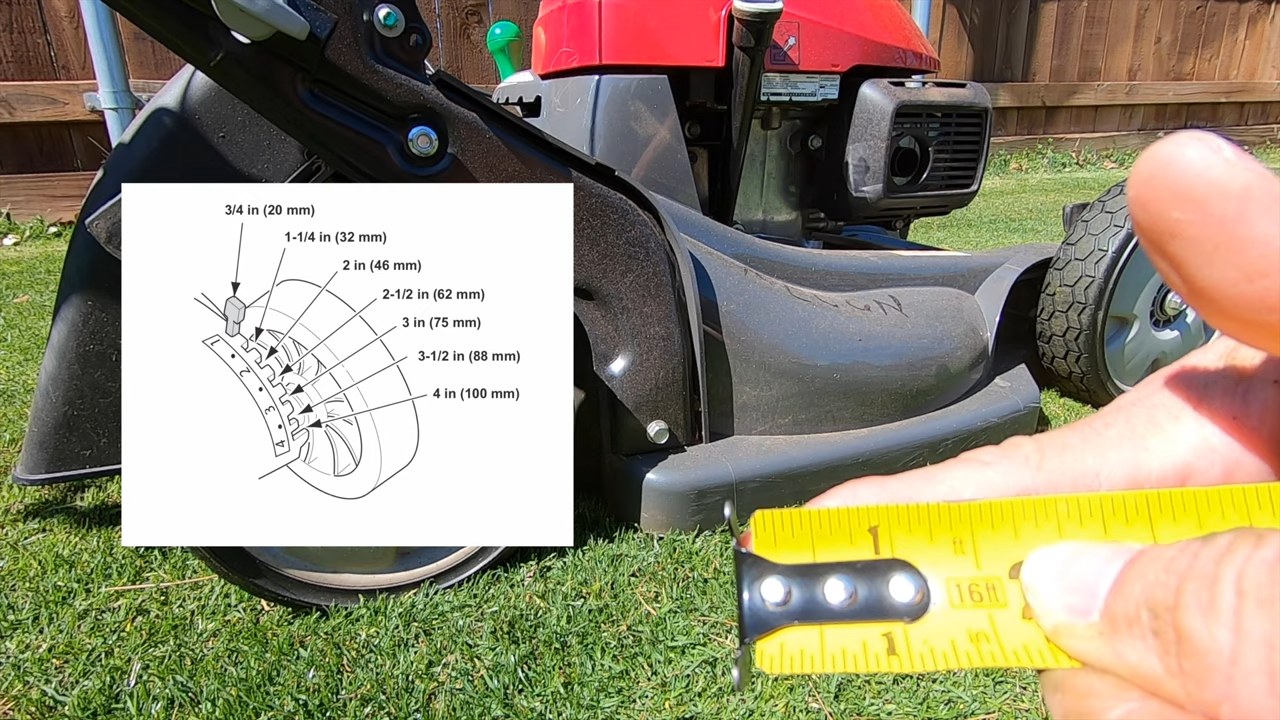 3/4 in (20 mm)
1-1/4 in (32 mm)
2 in (46 mm)
2-1/2 in (62 mm)
3 in (75 mm)
3-1/2 in (88 mm)
4 in (100 mm)
2
3
4
1
ft
16ft
1